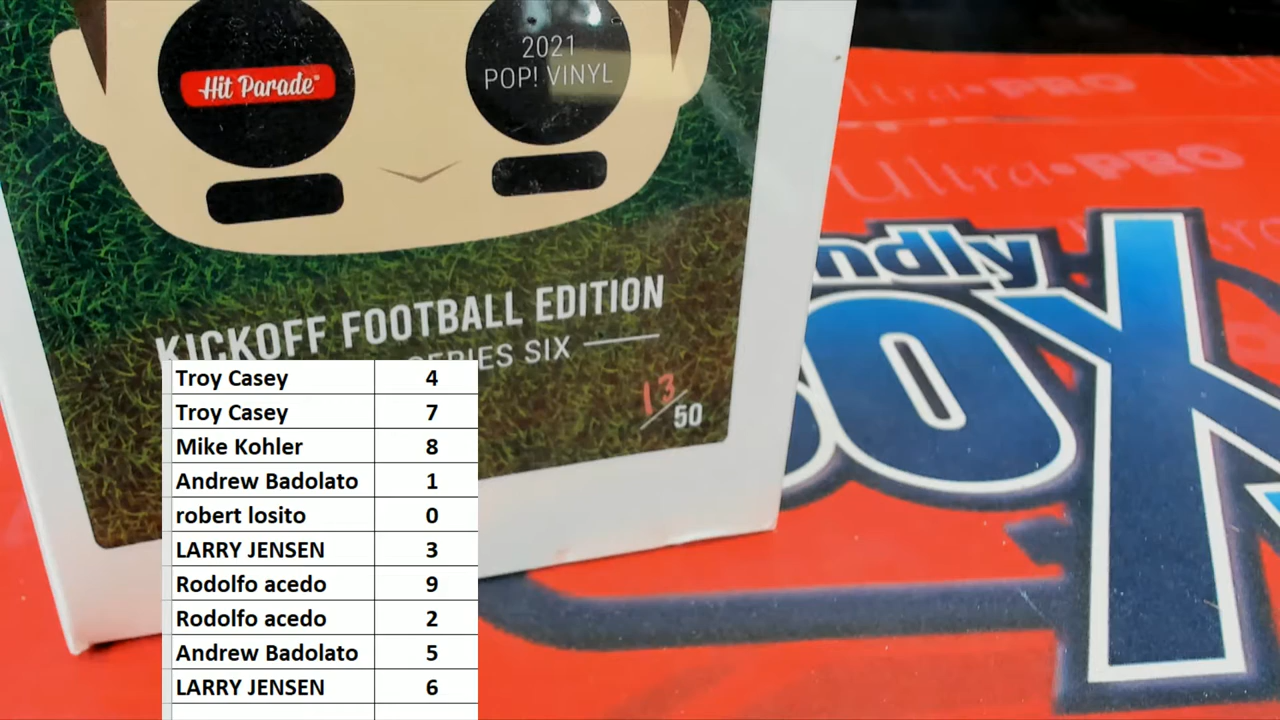 Hit Parade
2021
POP! VINYL
KICKOFF FOOTBALL EDITION
SERIES SIX
13/50
Troy Casey 4
Troy Casey 7
Mike Kohler 8
Andrew Badolato 1
robert losito 0
LARRY JENSEN 3
Rodolfo acedo 9
Rodolfo acedo 2
Andrew Badolato 5
LARRY JENSEN 6
Ultra•PRO
Ultra•PRO
ndly
OX